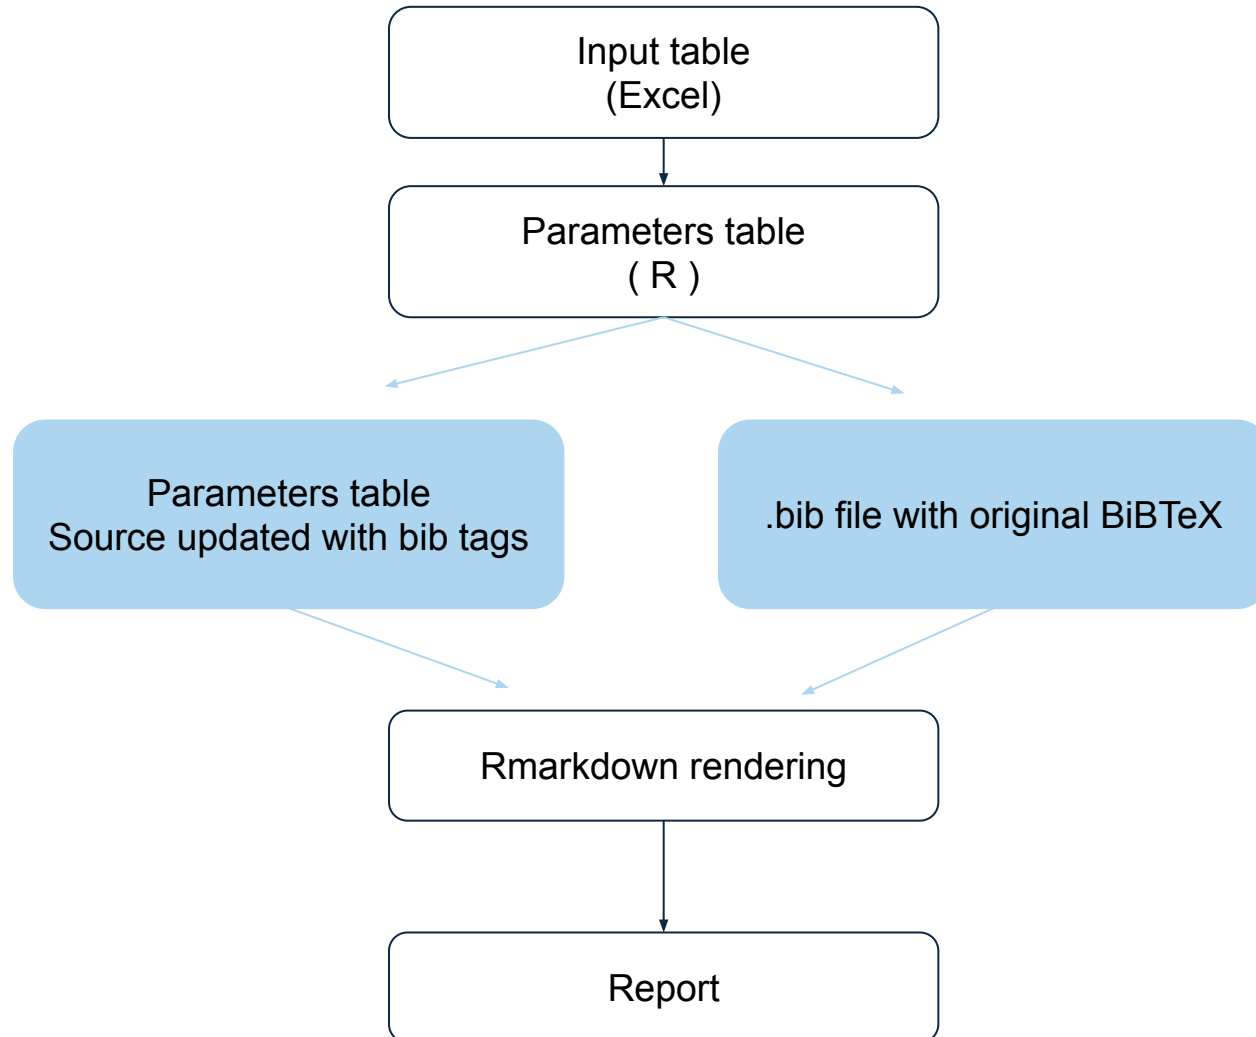 Input table
(Excel)
Parameters table
( R )
Parameters table
Source updated with bib tags
.bib file with original BiBTeX
Rmarkdown rendering
Report